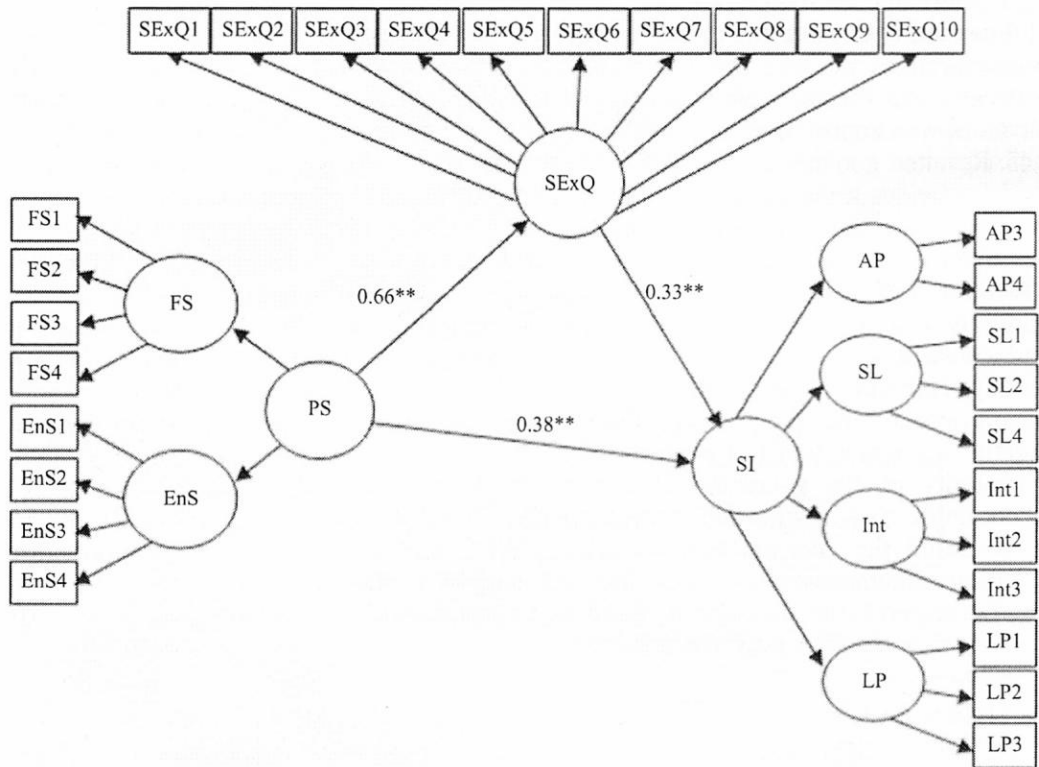 SExQ1 SExQ2 SExQ3 SExQ4 SExQ5 SExQ6 SExQ7 SExQ8 SExQ9 SExQ10
SExQ
FS1
FS2
FS3
FS4
EnS1
EnS2
EnS3
EnS4
FS
EnS
PS
0.66**
0.33**
0.38**
SI
AP
SL
Int
LP
AP3
AP4
SL1
SL2
SL4
Int1
Int2
Int3
LP1
LP2
LP3